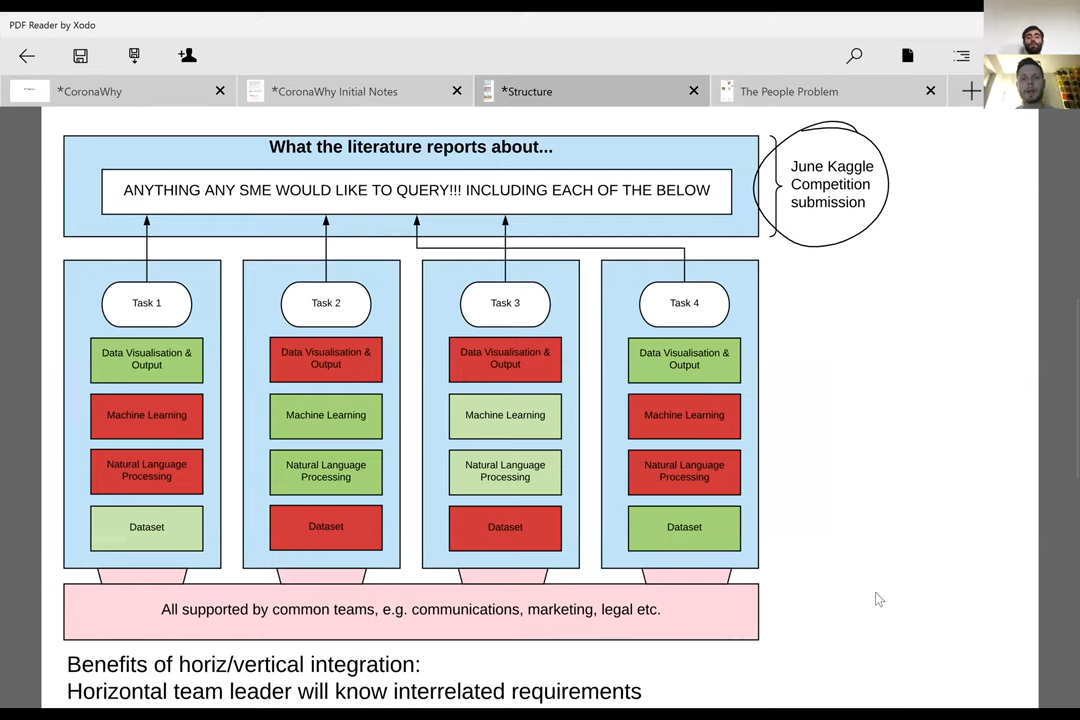 PDF Reader by Xodo
*CoronaWhy
*CoronaWhy Initial Notes
*Structure
The People Problem
What the literature reports about...
ANYTHING ANY SME WOULD LIKE TO QUERY!!! INCLUDING EACH OF THE BELOW
June Kaggle
Competition
submission
Task 1
Data Visualisation &
Output
Machine Learning
Natural Language
Processing
Dataset
Task 2
Data Visualisation &
Output
Machine Learning
Natural Language
Processing
Dataset
Task 3
Data Visualisation &
Output
Machine Learning
Natural Language
Processing
Dataset
Task 4
Data Visualisation &
Output
Machine Learning
Natural Language
Processing
Dataset
All supported by common teams, e.g. communications, marketing, legal etc.
Benefits of horiz/vertical integration:
Horizontal team leader will know interrelated requirements